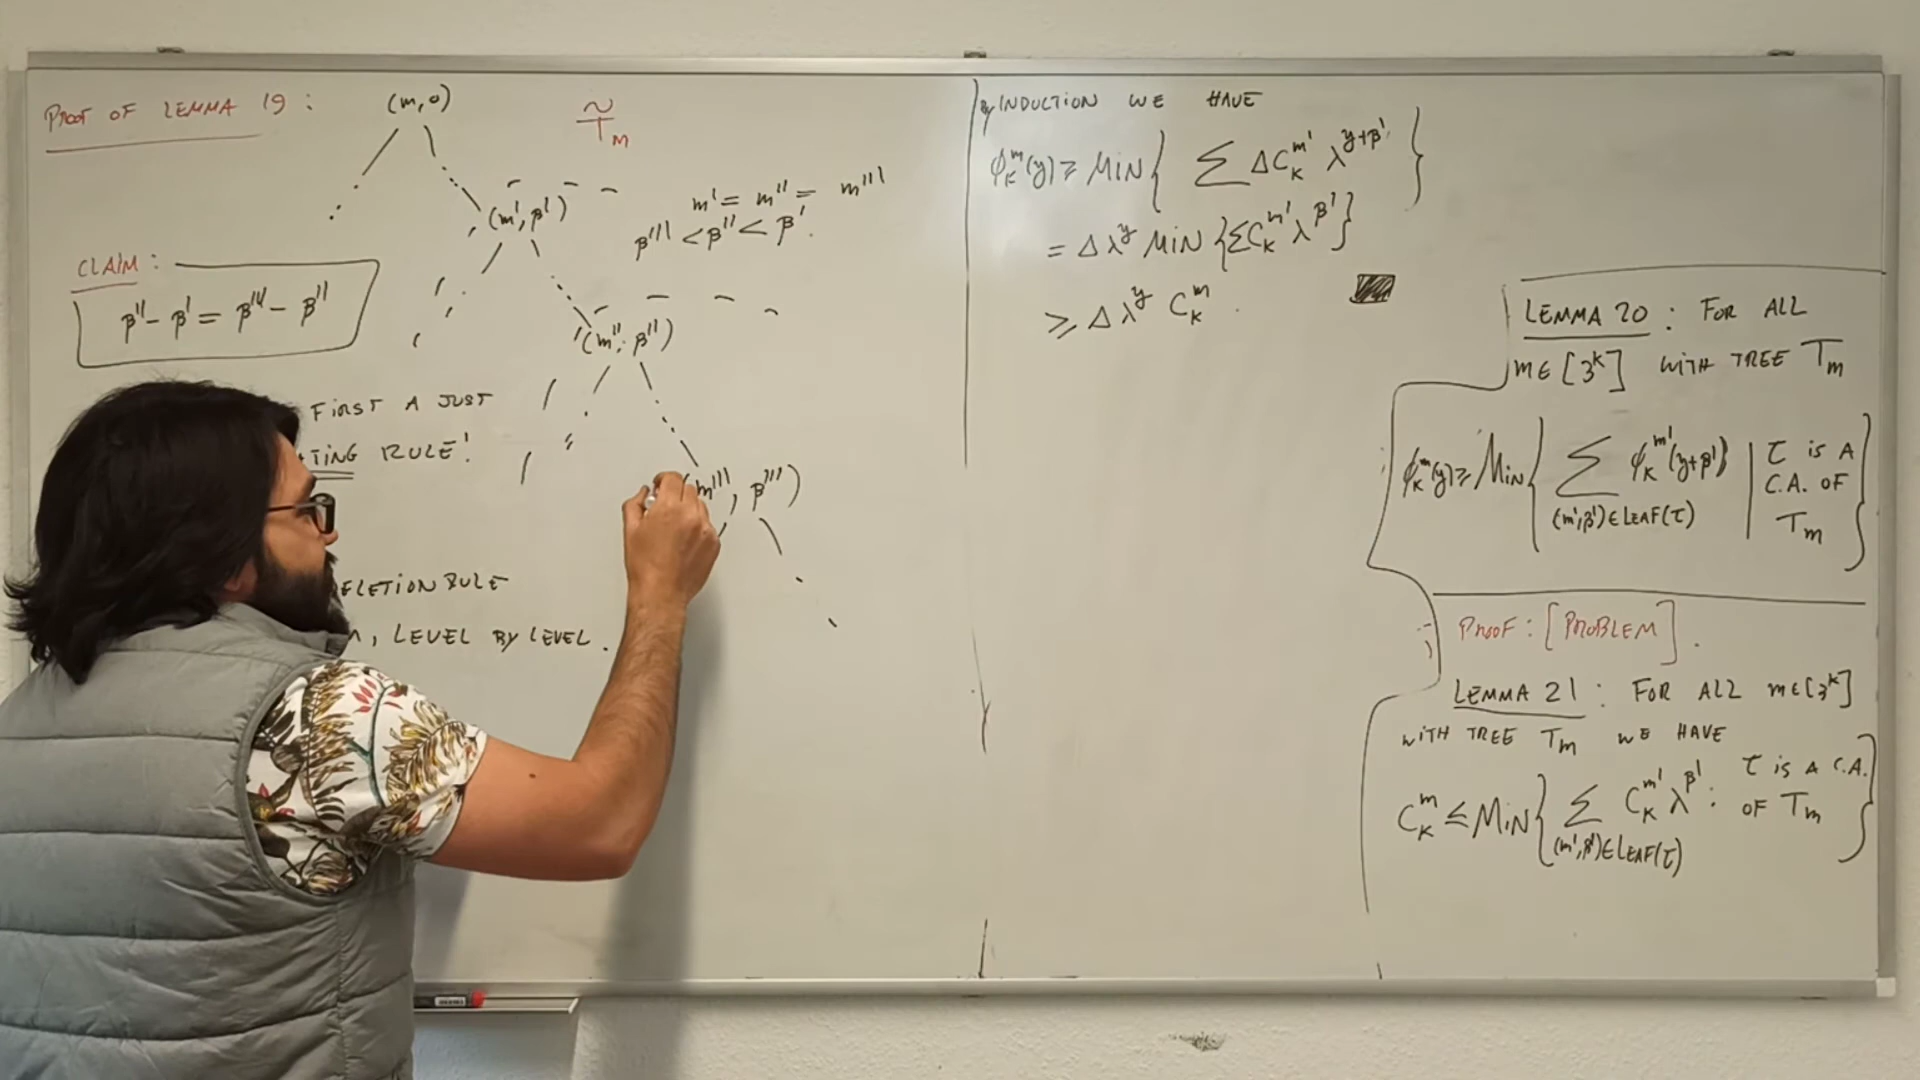 PROOF OF LEMMA 19 :
(m, 0)
T̃_m
(m', β')
m' = m'' = m'''
β''' < β'' < β'.
CLAIM :
β'' - β' = β''' - β''
(m'', β'')
FIRST A JUST
RULE!
(m''', β''')
RULE
, LEVEL BY LEVEL.
By INDUCTION WE HAVE
φ_k^m(y) ≥ MIN { Σ Δ C_k^{m'} λ^{y+β'} }
= Δ λ^y MIN { Σ C_k^{m'} λ^{β'} }
≥ Δ λ^y C_k^m.
LEMMA 20 : FOR ALL
m ∈ [3^k] WITH TREE T_m
φ_k^m(y) ≥ MIN { Σ_{(m',β') ∈ LEAF(τ)} φ_k^{m'}(y+β') | τ IS A C.A. OF T_m }
PROOF : [PROBLEM].
LEMMA 21 : FOR ALL m ∈ [3^k]
WITH TREE T_m WE HAVE
C_k^m ≤ MIN { Σ_{(m',β') ∈ LEAF(τ)} C_k^{m'} λ^{β'} : τ IS A C.A. OF T_m }